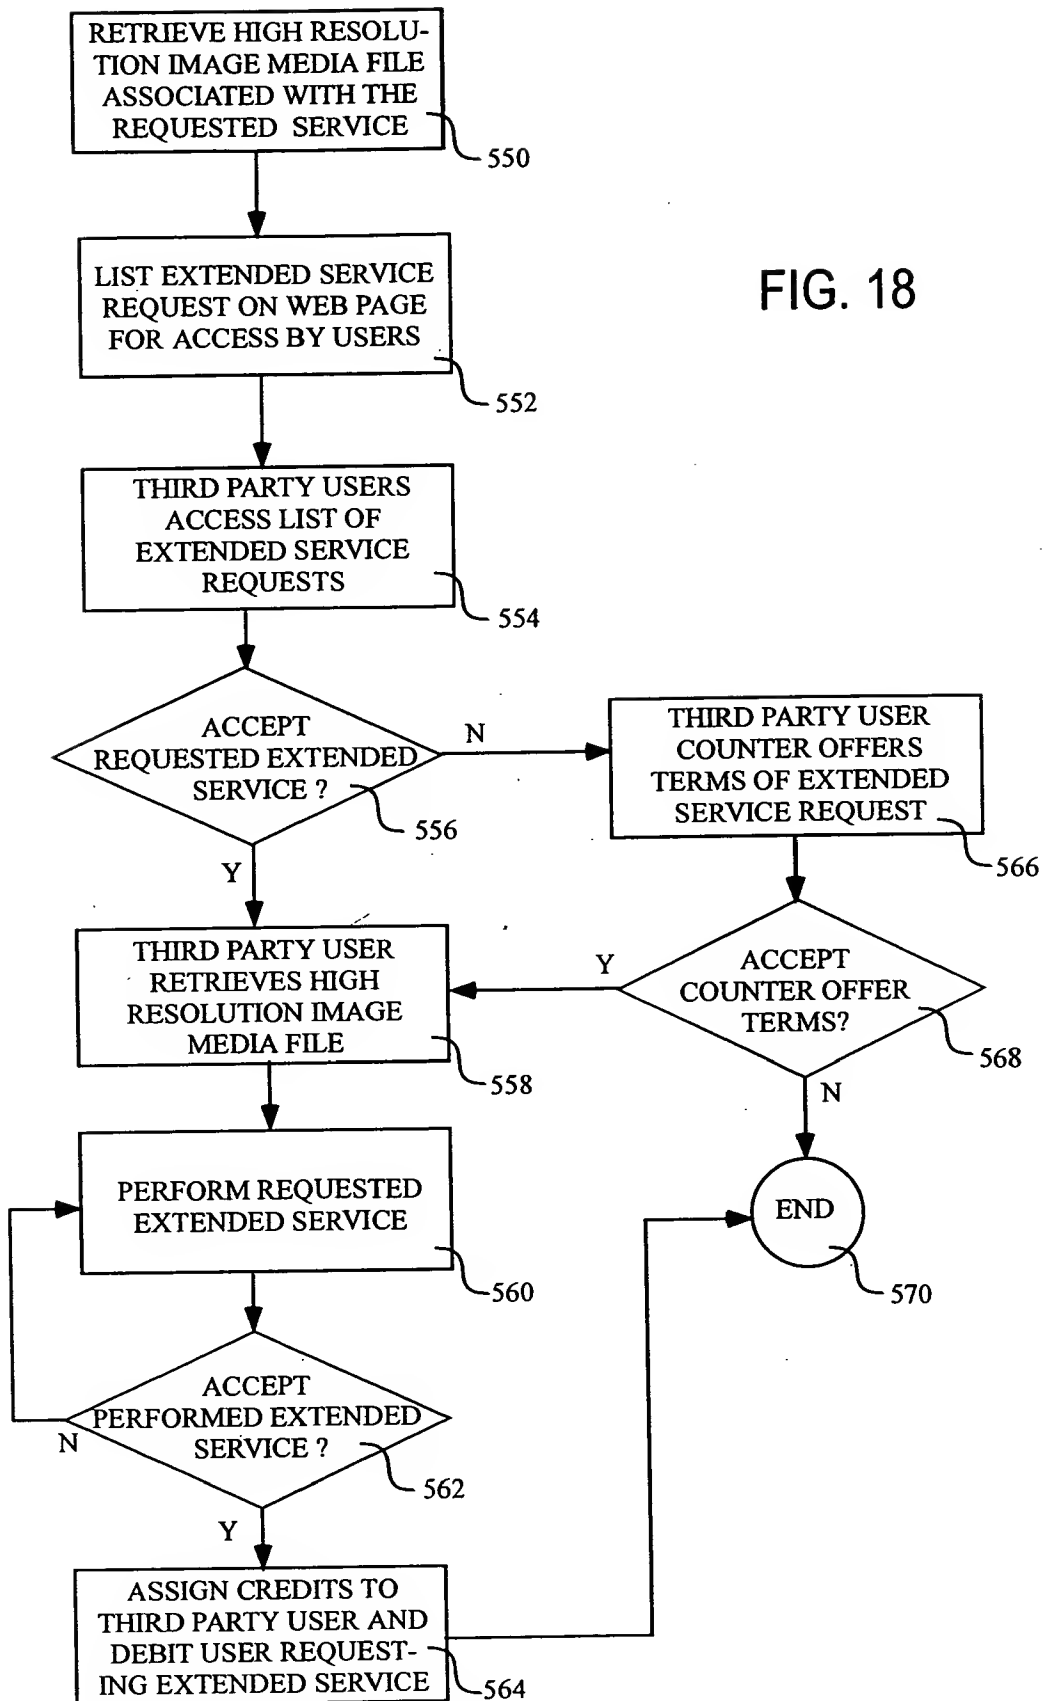 RETRIEVE HIGH RESOLU-
TION IMAGE MEDIA FILE
ASSOCIATED WITH THE
REQUESTED SERVICE
550
LIST EXTENDED SERVICE
REQUEST ON WEB PAGE
FOR ACCESS BY USERS
552
FIG. 18
THIRD PARTY USERS
ACCESS LIST OF
EXTENDED SERVICE
REQUESTS
554
ACCEPT
REQUESTED EXTENDED
SERVICE ?
556
N
Y
THIRD PARTY USER
COUNTER OFFERS
TERMS OF EXTENDED
SERVICE REQUEST
566
THIRD PARTY USER
RETRIEVES HIGH
RESOLUTION IMAGE
MEDIA FILE
558
Y
ACCEPT
COUNTER OFFER
TERMS?
568
N
PERFORM REQUESTED
EXTENDED SERVICE
560
END
570
ACCEPT
PERFORMED EXTENDED
SERVICE ?
562
N
Y
ASSIGN CREDITS TO
THIRD PARTY USER AND
DEBIT USER REQUEST-
ING EXTENDED SERVICE
564